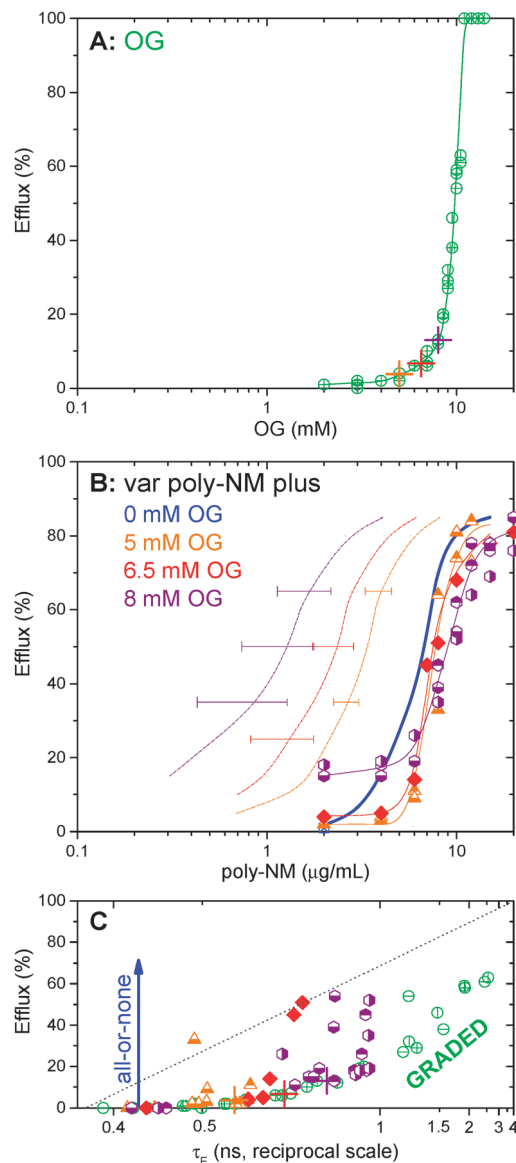 A: OG
Efflux (%)
100
80
60
40
20
0
0.1
1
10
OG (mM)
B: var poly-NM plus
0 mM OG
5 mM OG
6.5 mM OG
8 mM OG
Efflux (%)
100
80
60
40
20
0
0.1
1
10
poly-NM (µg/mL)
C
Efflux (%)
100
80
60
40
20
0
all-or-none
GRADED
0.4
0.5
1
1.5
2
3
4
τF (ns, reciprocal scale)